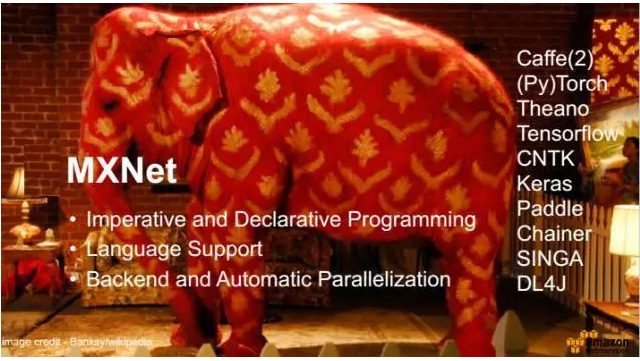 MXNet
• Imperative and Declarative Programming
• Language Support
• Backend and Automatic Parallelization
Caffe(2)
(Py)Torch
Theano
Tensorflow
CNTK
Keras
Paddle
Chainer
SINGA
DL4J
image credit - Banksy/wikipedia
amazon
webservices